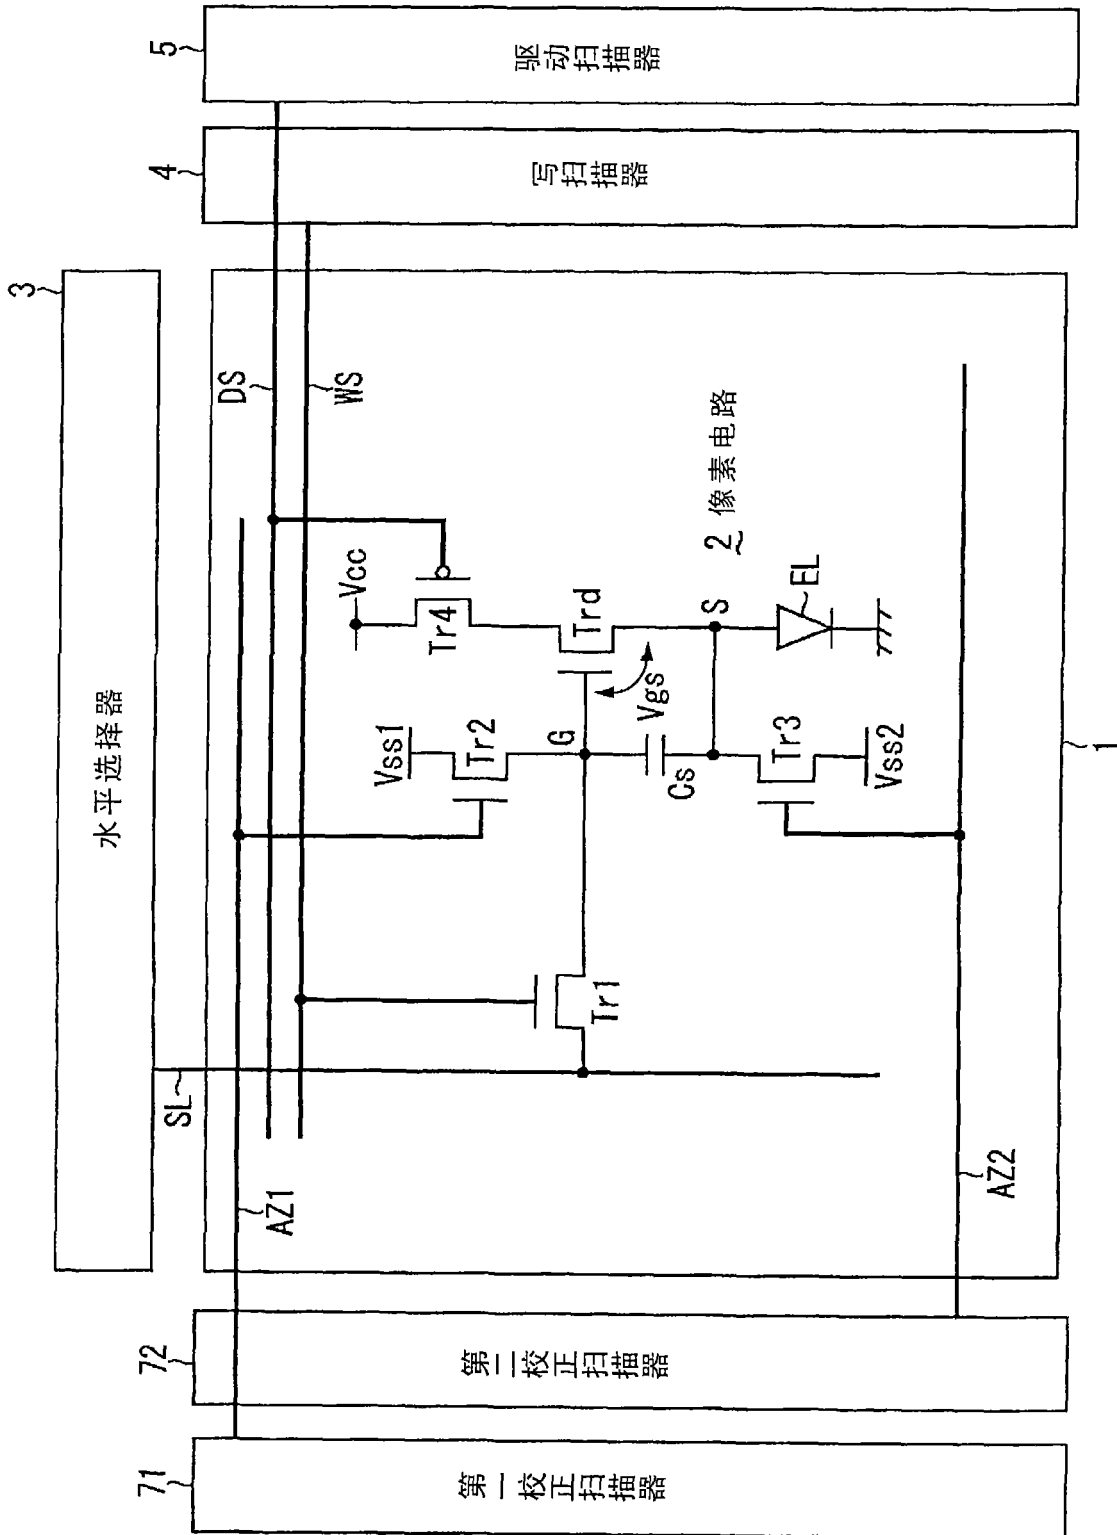 3
水平选择器
5
驱动扫描器
4
写扫描器
DS
WS
SL
AZ1
Vcc
Vss1
Tr4
Tr2
Trd
G
Vgs
S
Cs
Tr1
Tr3
Vss2
EL
2 像素电路
AZ2
1
72
第二校正扫描器
71
第一校正扫描器